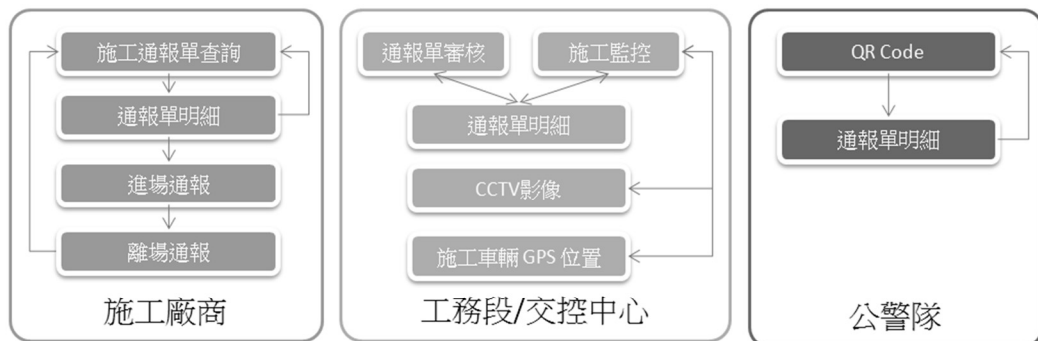 施工通報單查詢
通報單明細
進場通報
離場通報
施工廠商
通報單審核
施工監控
通報單明細
CCTV影像
施工車輛 GPS 位置
工務段/交控中心
QR Code
通報單明細
公警隊